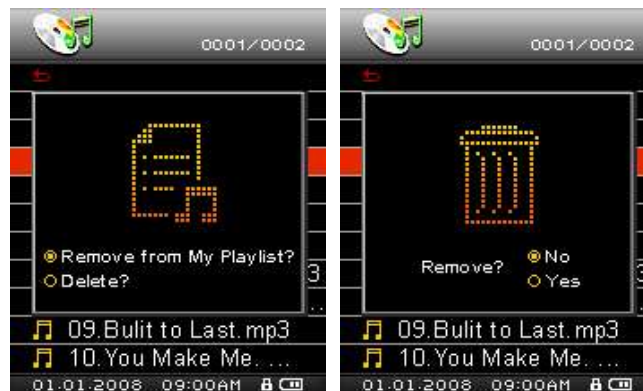 0001/0002
Remove from My Playlist?
Delete?
3
..
09.Bulit to Last.mp3
10.You Make Me. ...
01.01.2008 09:00AM
0001/0002
Remove?
No
Yes
3
..
09.Bulit to Last.mp3
10.You Make Me. ...
01.01.2008 09:00AM